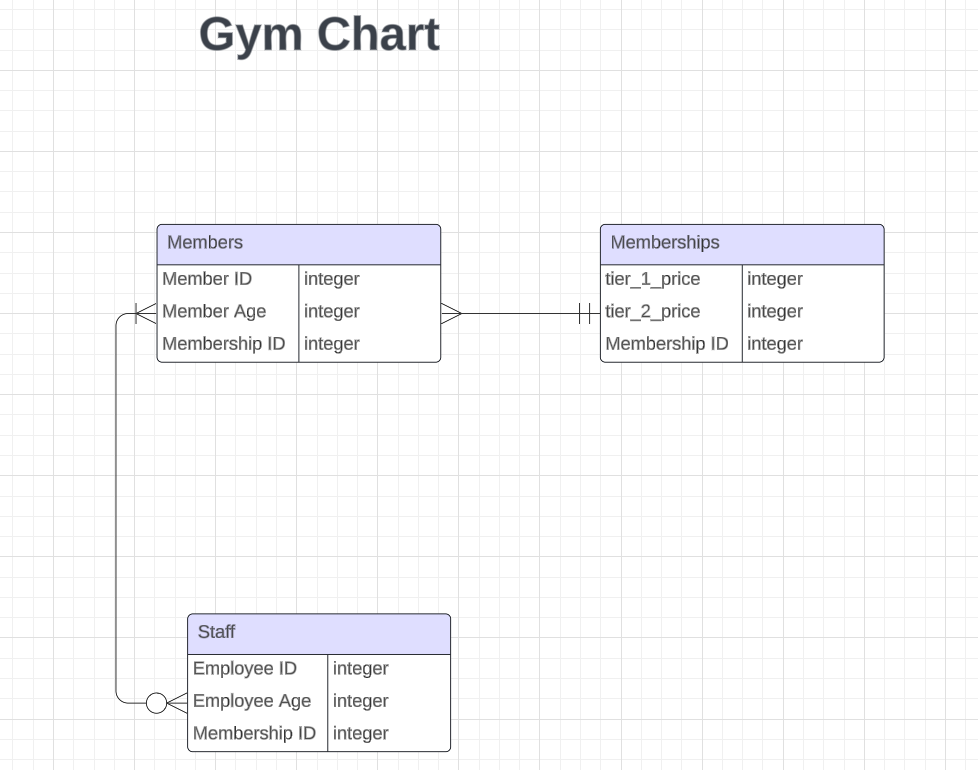 Gym Chart
Members
Member ID integer
Member Age integer
Membership ID integer
Memberships
tier_1_price integer
tier_2_price integer
Membership ID integer
Staff
Employee ID integer
Employee Age integer
Membership ID integer